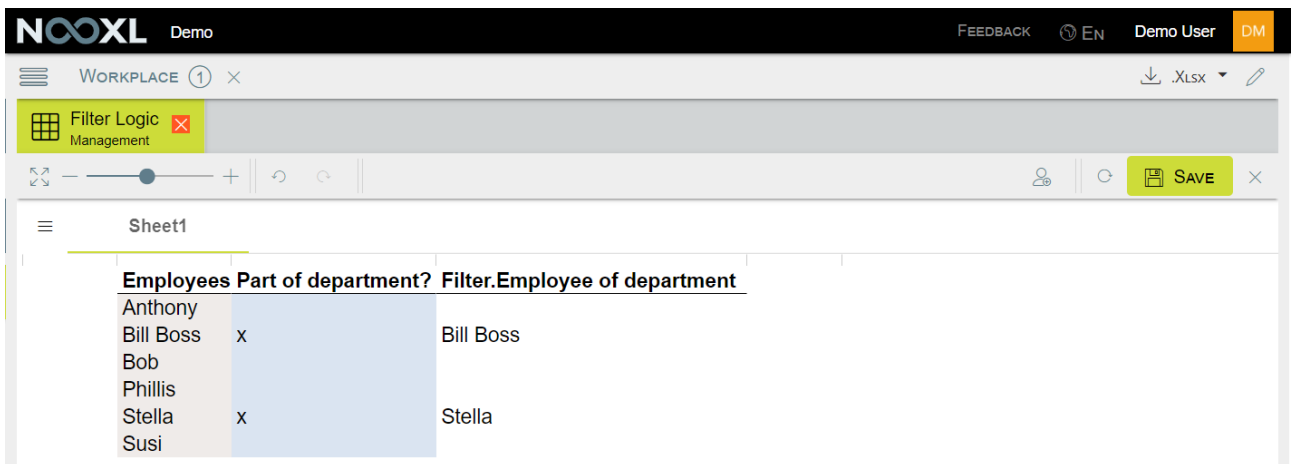 NOOXL Demo FEEDBACK EN Demo User DM
WORKPLACE 1 .XLSX
Filter Logic
Management
SAVE
Sheet1
Employees Part of department? Filter.Employee of department
Anthony
Bill Boss x Bill Boss
Bob
Phillis
Stella x Stella
Susi